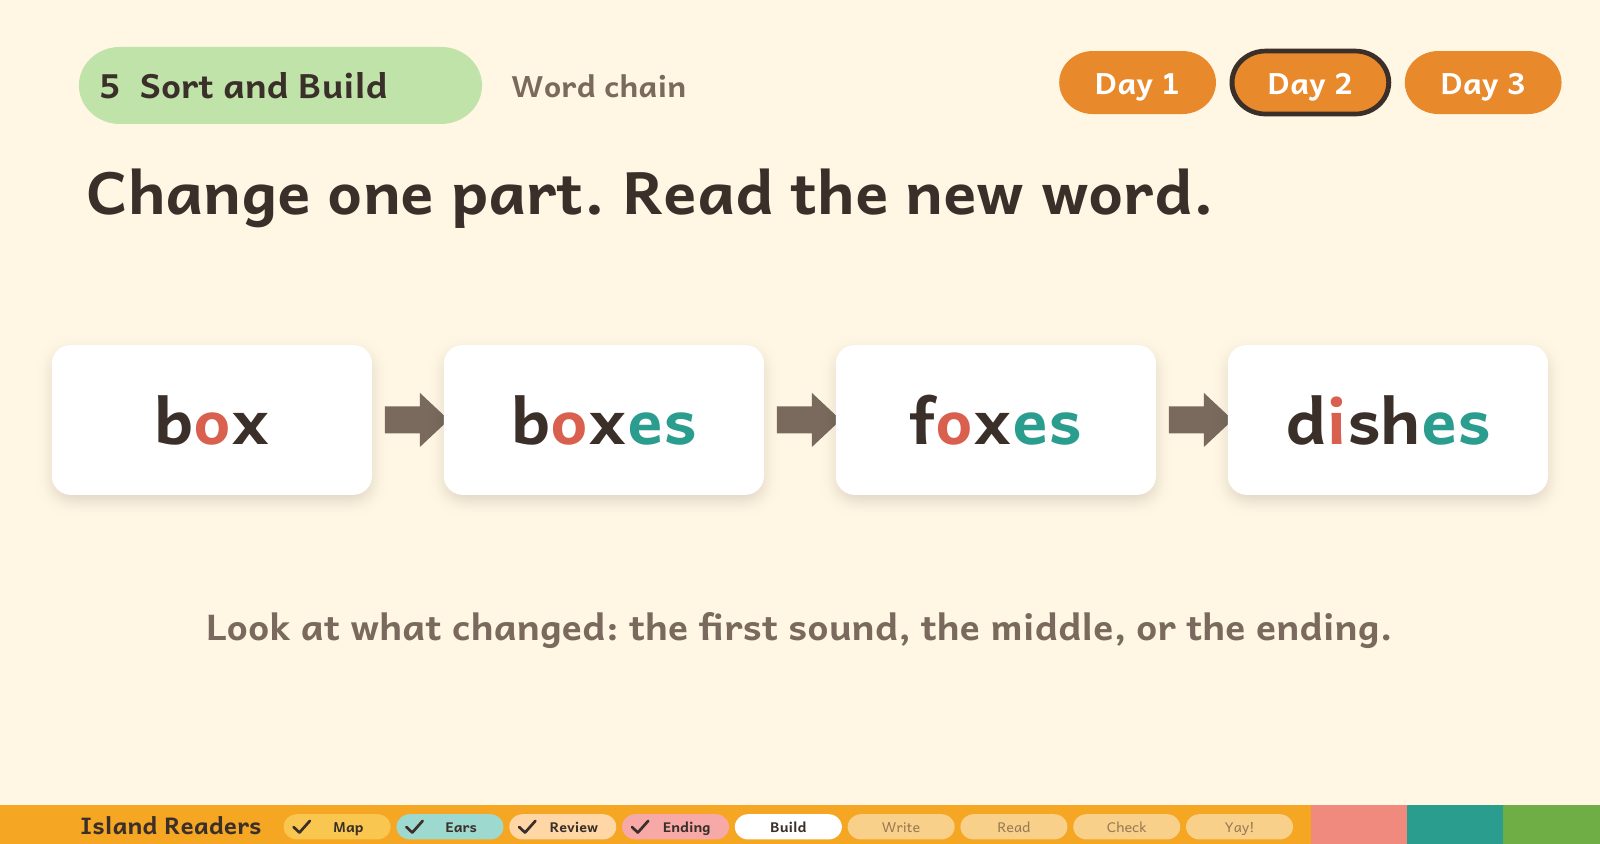 5 Sort and Build
Word chain
Day 1
Day 2
Day 3
Change one part. Read the new word.
box
boxes
foxes
dishes
Look at what changed: the first sound, the middle, or the ending.
Island Readers
Map
Ears
Review
Ending
Build
Write
Read
Check
Yay!